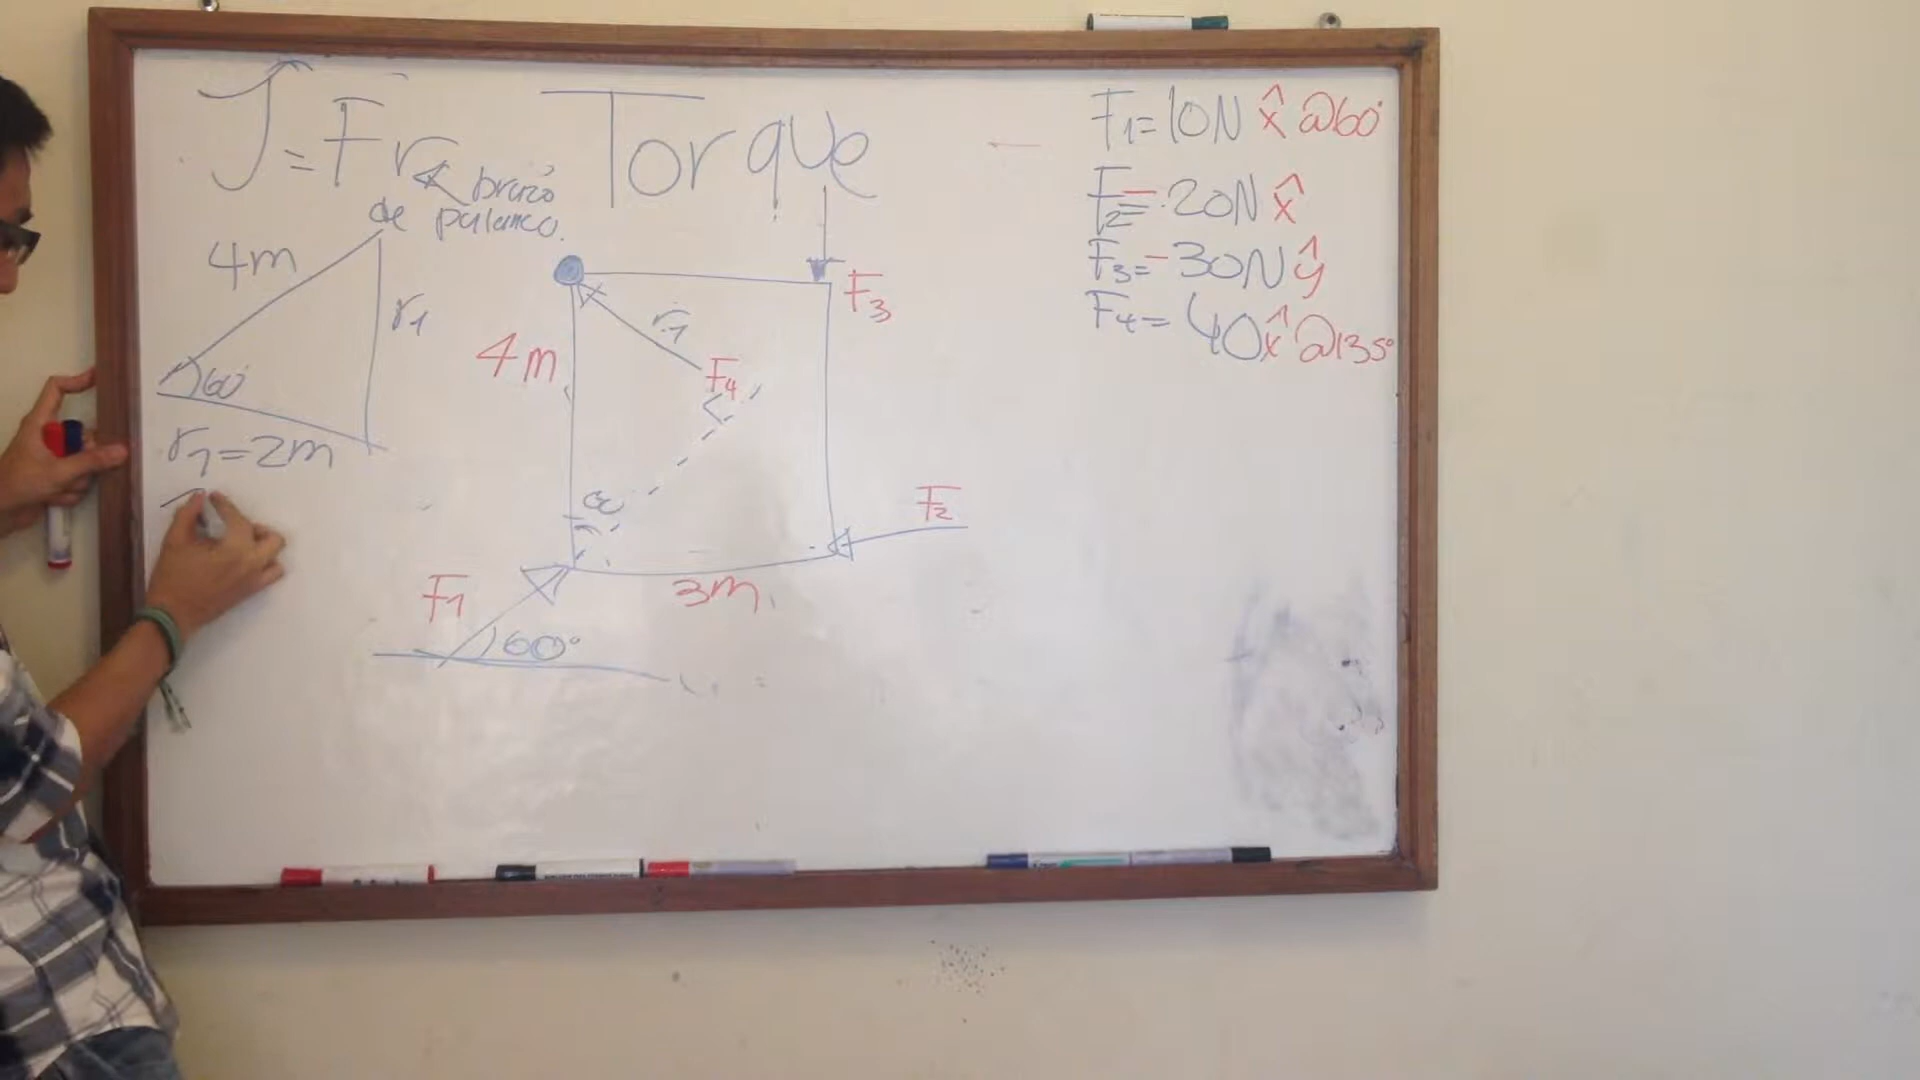 τ = F r brazo
de palanca.
Torque
4m
r1
60°
r1 = 2m
F1 = 10N x̂ @60°
F2 = -20N x̂
F3 = -30N ŷ
F4 = 40 x̂ @135°
F3
r1
4m
F4
α
F2
3m
F1
60°